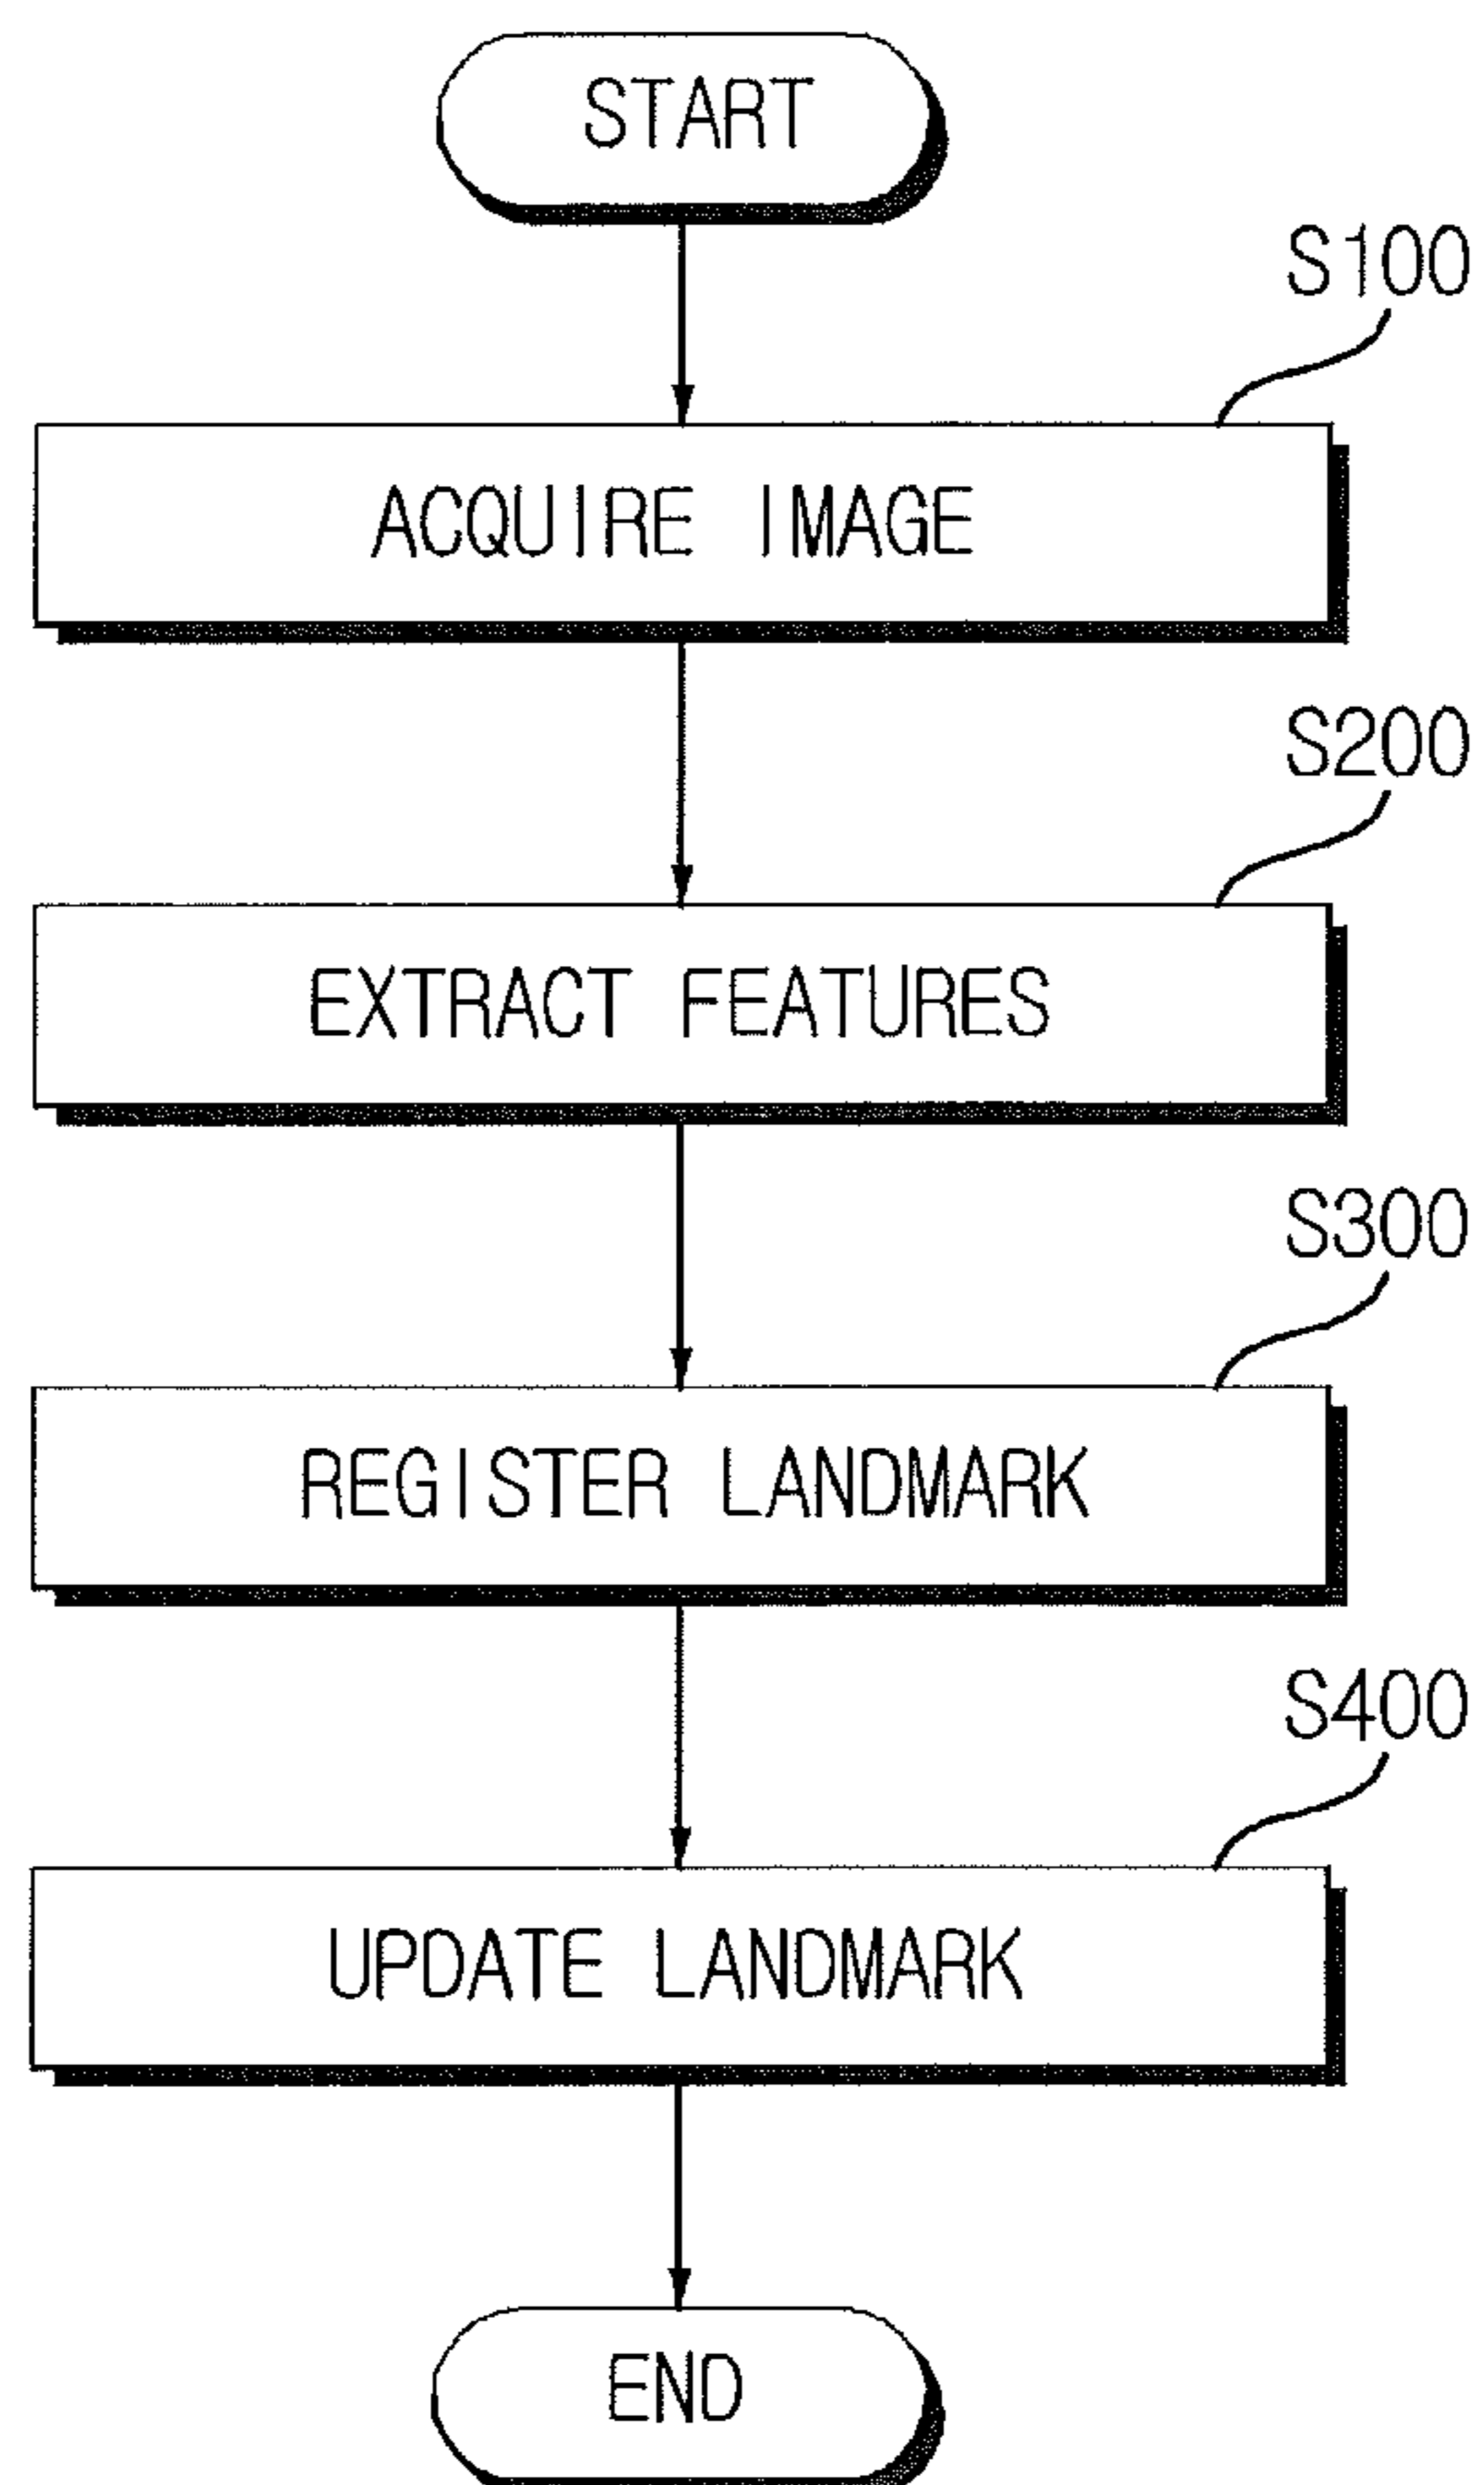 START
S100
ACQUIRE IMAGE
S200
EXTRACT FEATURES
S300
REGISTER LANDMARK
S400
UPDATE LANDMARK
END